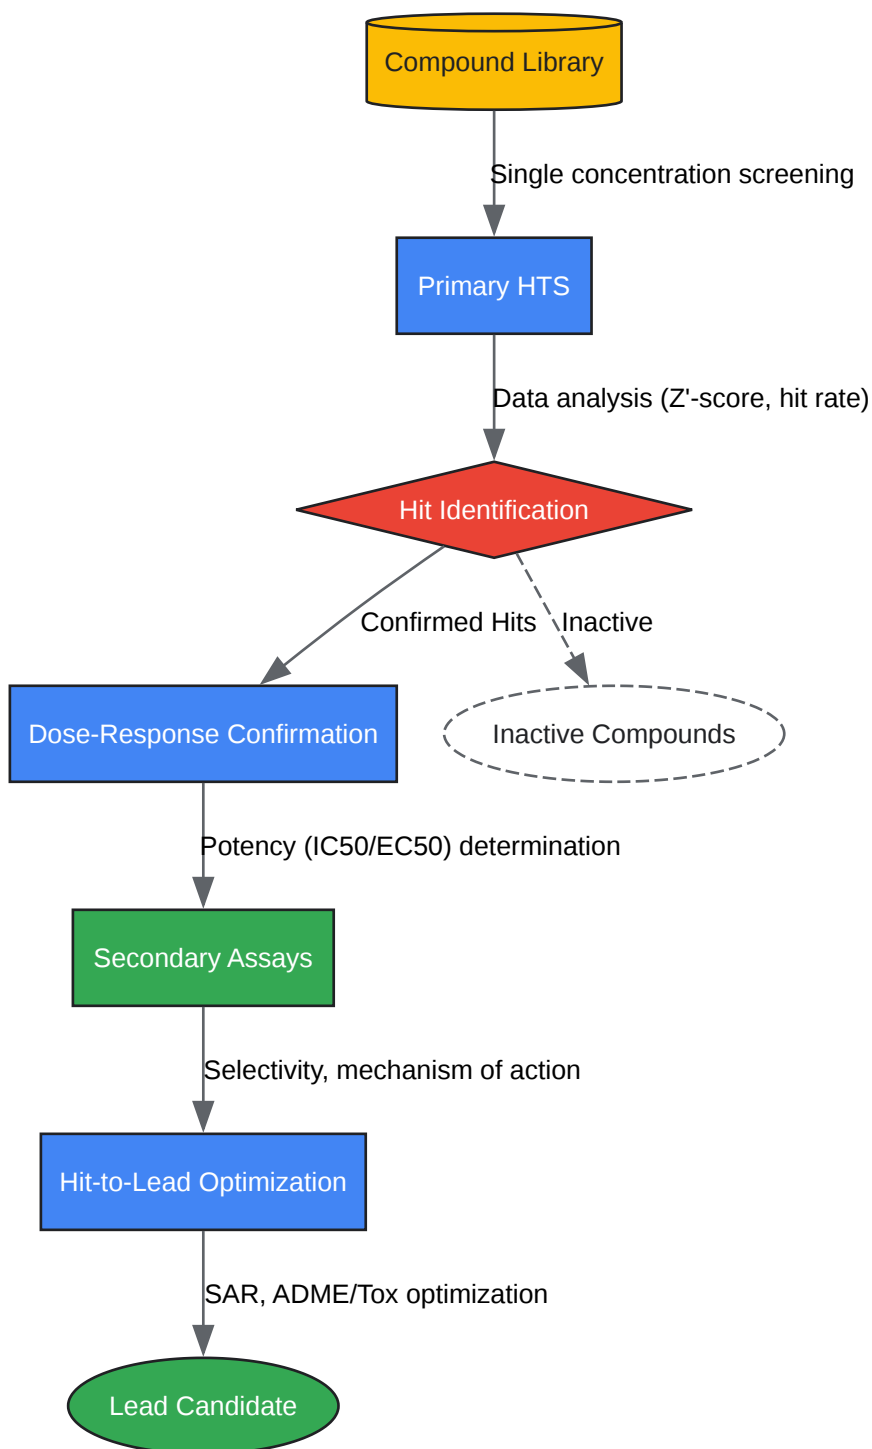 Compound Library
Single concentration screening
Primary HTS
Data analysis (Z'-score, hit rate)
Hit Identification
Confirmed Hits
Inactive
Dose-Response Confirmation
Inactive Compounds
Potency (IC50/EC50) determination
Secondary Assays
Selectivity, mechanism of action
Hit-to-Lead Optimization
SAR, ADME/Tox optimization
Lead Candidate